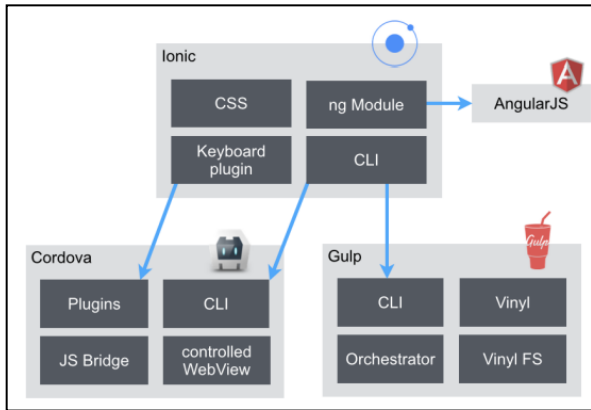 Ionic
CSS
ng Module
AngularJS
Keyboard
plugin
CLI
Cordova
Plugins
CLI
JS Bridge
controlled
WebView
Gulp
Gulp
CLI
Vinyl
Orchestrator
Vinyl FS